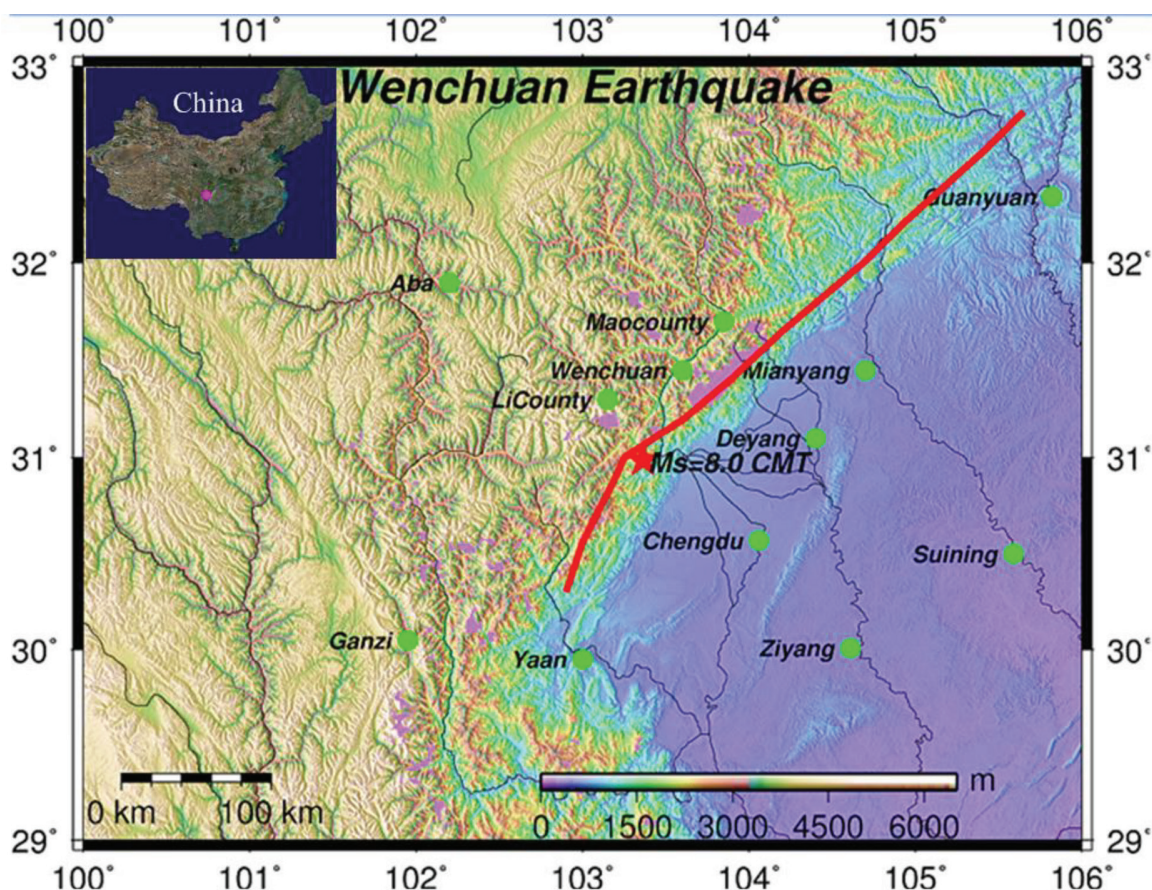 100° 101° 102° 103° 104° 105° 106°
33° 33°
China
Wenchuan Earthquake
Guanyuan
32° 32°
Aba
Maocounty
Wenchuan
Mianyang
LiCounty
Deyang
31° 31°
Ms=8.0 CMT
Chengdu
Suining
Ganzi
Yaan
Ziyang
30° 30°
m
0 km 100 km
0 1500 3000 4500 6000
29° 29°
100° 101° 102° 103° 104° 105° 106°